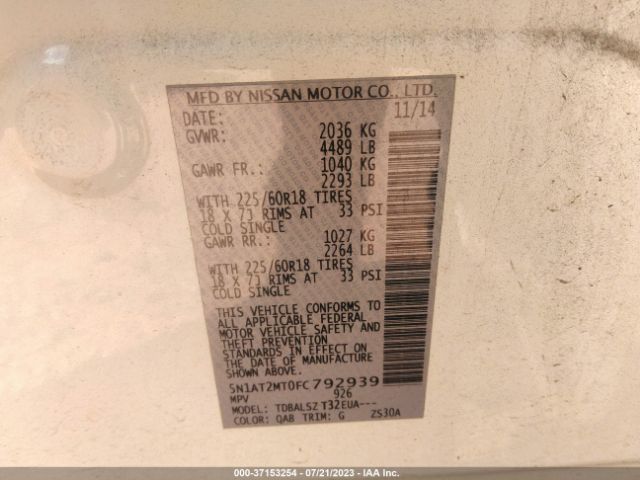 MFD BY NISSAN MOTOR CO., LTD.
DATE: 11/14
GVWR: 2036 KG
4489 LB
GAWR FR.: 1040 KG
2293 LB
WITH 225/60R18 TIRES
18 X 7J RIMS AT 33 PSI
COLD SINGLE
GAWR RR.: 1027 KG
2264 LB
WITH 225/60R18 TIRES
18 X 7J RIMS AT 33 PSI
COLD SINGLE
THIS VEHICLE CONFORMS TO
ALL APPLICABLE FEDERAL
MOTOR VEHICLE SAFETY AND
THEFT PREVENTION
STANDARDS IN EFFECT ON
THE DATE OF MANUFACTURE
5N1AT2MT0FC792939
MPV 926
MODEL: TDBALSZ T32EUA---
COLOR: QAB TRIM: G ZS30A
000-37153254 - 07/21/2023 - IAA Inc.